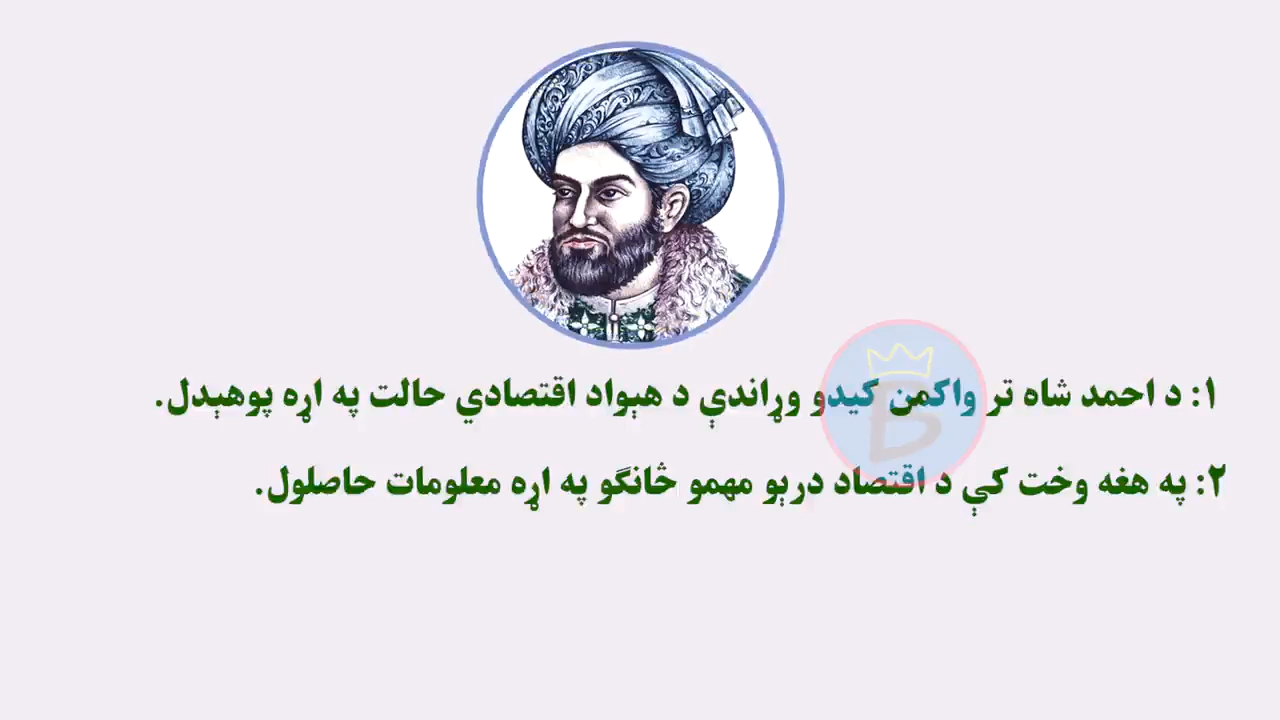 ۱: د احمد شاه تر واکمن کیدو وړاندې د هېواد اقتصادي حالت په اړه پوهېدل.
۲: په هغه وخت کې د اقتصاد دریو مهمو څانګو په اړه معلومات حاصلول.
B